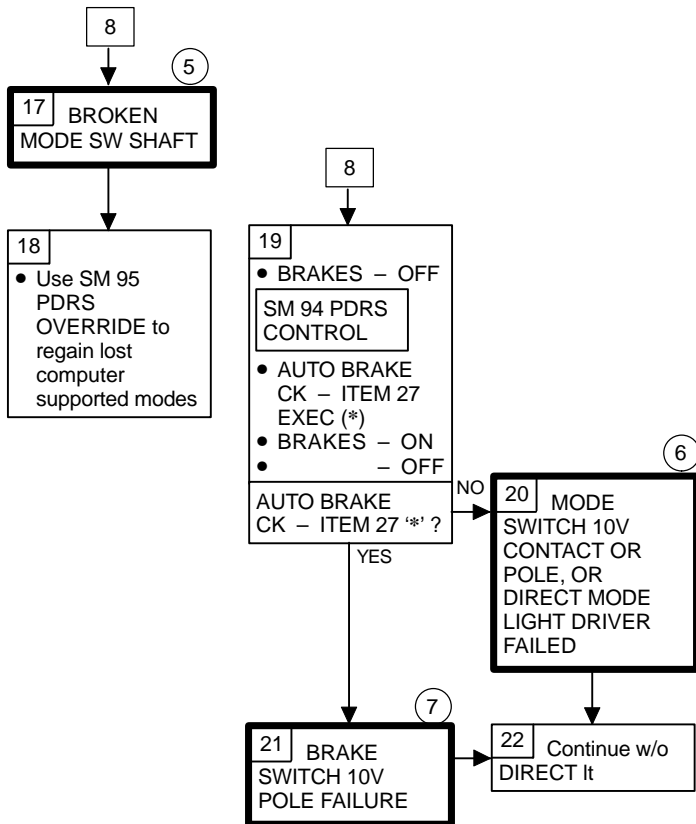 8
5
17 BROKEN
MODE SW SHAFT
18
● Use SM 95
PDRS
OVERRIDE to
regain lost
computer
supported modes
8
19
● BRAKES – OFF
SM 94 PDRS
CONTROL
● AUTO BRAKE
CK – ITEM 27
EXEC (*)
● BRAKES – ON
● – OFF
AUTO BRAKE
CK – ITEM 27 ‘*’ ?
NO
YES
6
20 MODE
SWITCH 10V
CONTACT OR
POLE, OR
DIRECT MODE
LIGHT DRIVER
FAILED
7
21 BRAKE
SWITCH 10V
POLE FAILURE
22 Continue w/o
DIRECT lt